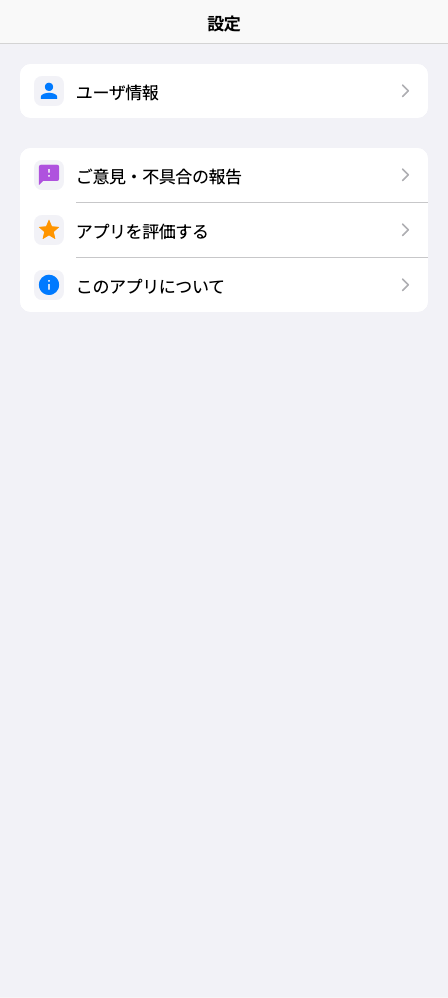 設定
ユーザ情報
ご意見・不具合の報告
アプリを評価する
このアプリについて